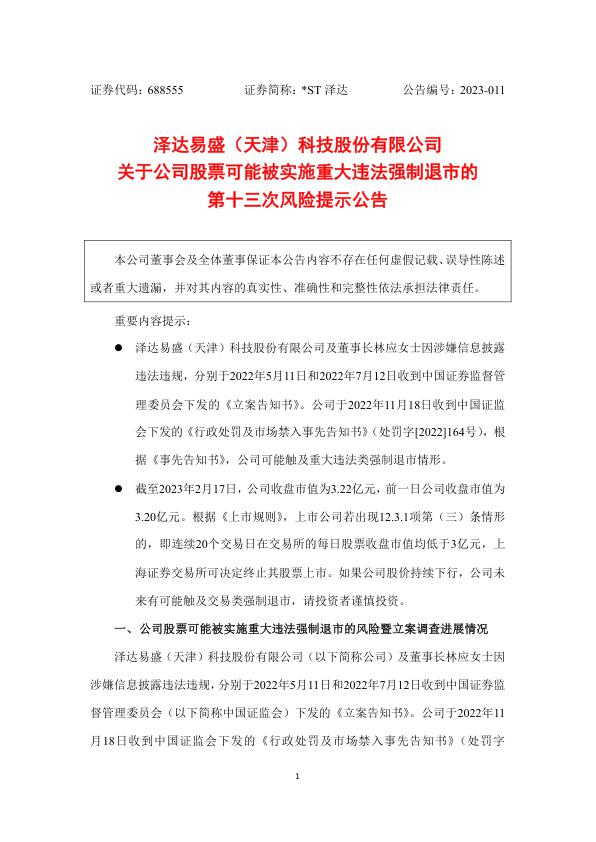 证券代码：688555 证券简称：*ST 泽达 公告编号：2023-011
泽达易盛（天津）科技股份有限公司
关于公司股票可能被实施重大违法强制退市的
第十三次风险提示公告
本公司董事会及全体董事保证本公告内容不存在任何虚假记载、误导性陈述
或者重大遗漏，并对其内容的真实性、准确性和完整性依法承担法律责任。
重要内容提示：
● 泽达易盛（天津）科技股份有限公司及董事长林应女士因涉嫌信息披露
违法违规，分别于2022年5月11日和2022年7月12日收到中国证券监督管
理委员会下发的《立案告知书》。公司于2022年11月18日收到中国证监
会下发的《行政处罚及市场禁入事先告知书》（处罚字[2022]164号），根
据《事先告知书》，公司可能触及重大违法类强制退市情形。
● 截至2023年2月17日，公司收盘市值为3.22亿元，前一日公司收盘市值为
3.20亿元。根据《上市规则》，上市公司若出现12.3.1项第（三）条情形
的，即连续20个交易日在交易所的每日股票收盘市值均低于3亿元，上
海证券交易所可决定终止其股票上市。如果公司股价持续下行，公司未
来有可能触及交易类强制退市，请投资者谨慎投资。
一、公司股票可能被实施重大违法强制退市的风险暨立案调查进展情况
泽达易盛（天津）科技股份有限公司（以下简称公司）及董事长林应女士因
涉嫌信息披露违法违规，分别于2022年5月11日和2022年7月12日收到中国证券监
督管理委员会（以下简称中国证监会）下发的《立案告知书》。公司于2022年11
月18日收到中国证监会下发的《行政处罚及市场禁入事先告知书》（处罚字
1